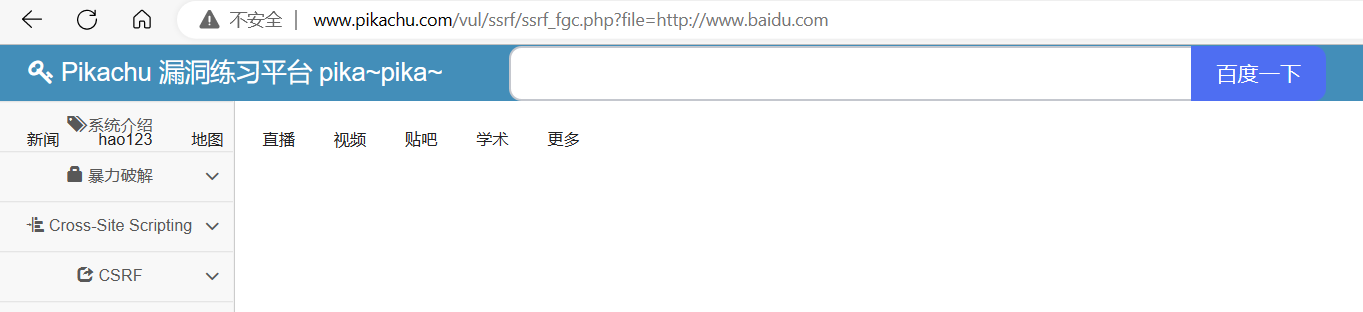 不安全 www.pikachu.com/vul/ssrf/ssrf_fgc.php?file=http://www.baidu.com
Pikachu 漏洞练习平台 pika~pika~ 百度一下
系统介绍
新闻 hao123 地图 直播 视频 贴吧 学术 更多
暴力破解
Cross-Site Scripting
CSRF